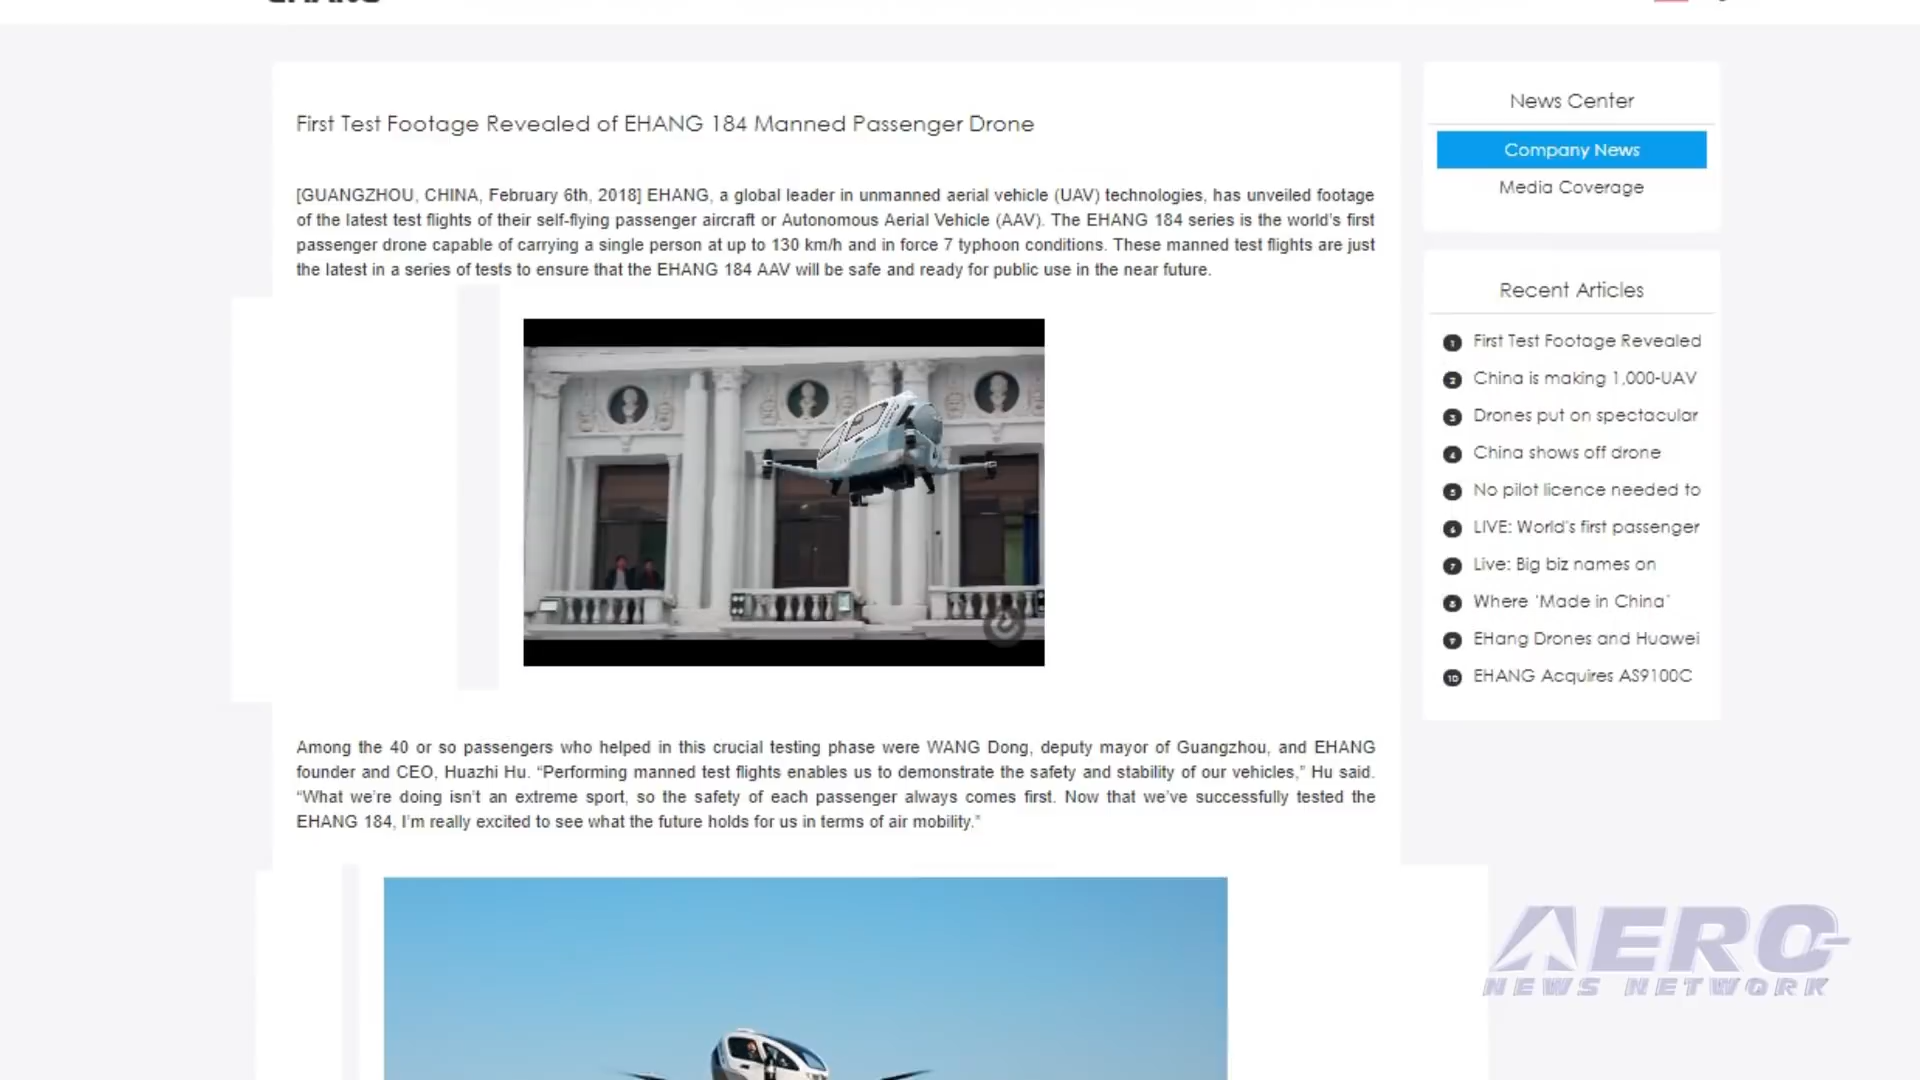 First Test Footage Revealed of EHANG 184 Manned Passenger Drone
[GUANGZHOU, CHINA, February 6th, 2018] EHANG, a global leader in unmanned aerial vehicle (UAV) technologies, has unveiled footage
of the latest test flights of their self-flying passenger aircraft or Autonomous Aerial Vehicle (AAV). The EHANG 184 series is the world's first
passenger drone capable of carrying a single person at up to 130 km/h and in force 7 typhoon conditions. These manned test flights are just
the latest in a series of tests to ensure that the EHANG 184 AAV will be safe and ready for public use in the near future.
Among the 40 or so passengers who helped in this crucial testing phase were WANG Dong, deputy mayor of Guangzhou, and EHANG
founder and CEO, Huazhi Hu. “Performing manned test flights enables us to demonstrate the safety and stability of our vehicles,” Hu said.
“What we're doing isn't an extreme sport, so the safety of each passenger always comes first. Now that we've successfully tested the
EHANG 184, I'm really excited to see what the future holds for us in terms of air mobility.”
News Center
Company News
Media Coverage
Recent Articles
1 First Test Footage Revealed
2 China is making 1,000-UAV
3 Drones put on spectacular
4 China shows off drone
5 No pilot licence needed to
6 LIVE: World's first passenger
7 Live: Big biz names on
8 Where 'Made in China'
9 EHang Drones and Huawei
10 EHANG Acquires AS9100C
AERO
NEWS NETWORK